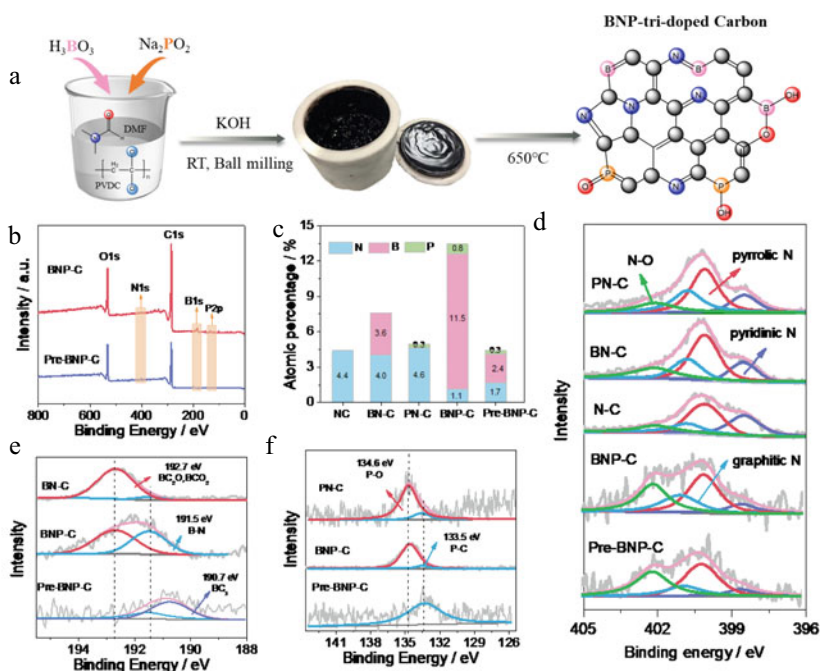 BNP-tri-doped Carbon
H₃BO₃
Na₂PO₂
a
DMF
PVDC
KOH
RT, Ball milling
650℃
N
B
N
B
N
N
N
B
OH
O
P
O
N
P
OH
b
O1s
C1s
BNP-C
N1s
B1s
P2p
Pre-BNP-C
Intensity / a.u.
800
600
400
200
0
Binding Energy / eV
c
N
B
P
Atomic percentage / %
15
12
9
6
3
0
4.4
3.6
4.0
0.3
4.6
0.8
11.5
1.1
0.3
2.4
1.7
NC
BN-C
PN-C
BNP-C
Pre-BNP-C
d
N-O
pyrrolic N
PN-C
pyridinic N
BN-C
N-C
BNP-C
graphitic N
Pre-BNP-C
Intensity
405
402
399
396
Binding energy / eV
e
192.7 eV
BC₂O,BCO₂
BN-C
BNP-C
191.5 eV
B-N
Pre-BNP-C
190.7 eV
BC₃
Intensity
194
192
190
188
Binding Energy / eV
f
134.6 eV
P-O
PN-C
BNP-C
133.5 eV
P-C
Pre-BNP-C
Intensity
141
138
135
132
129
126
Binding Energy / eV